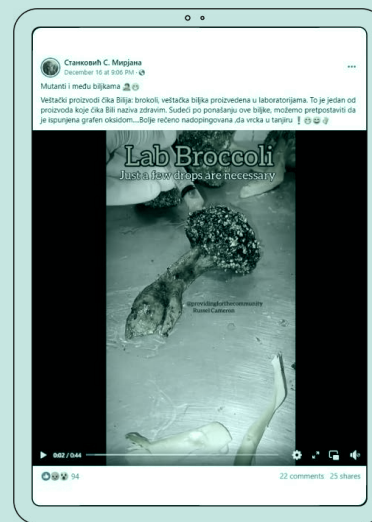 Станковић С. Мирјана
December 16 at 9:06 PM ·
Mutanti i među biljkama
Veštački proizvodi čika Bilija: brokoli, veštačka biljka proizvedena u laboratorijama. To je jedan od
proizvoda koje čika Bili naziva zdravim. Sudeći po ponašanju ove biljke, možemo pretpostaviti da
je ispunjena grafen oksidom....Bolje rečeno nadopingovana ,da vrcka u tanjiru ❗
Lab Broccoli
Just a few drops are necessary
@providingforthecommunity
Russel Cameron
0:02 / 0:44
94
22 comments 25 shares